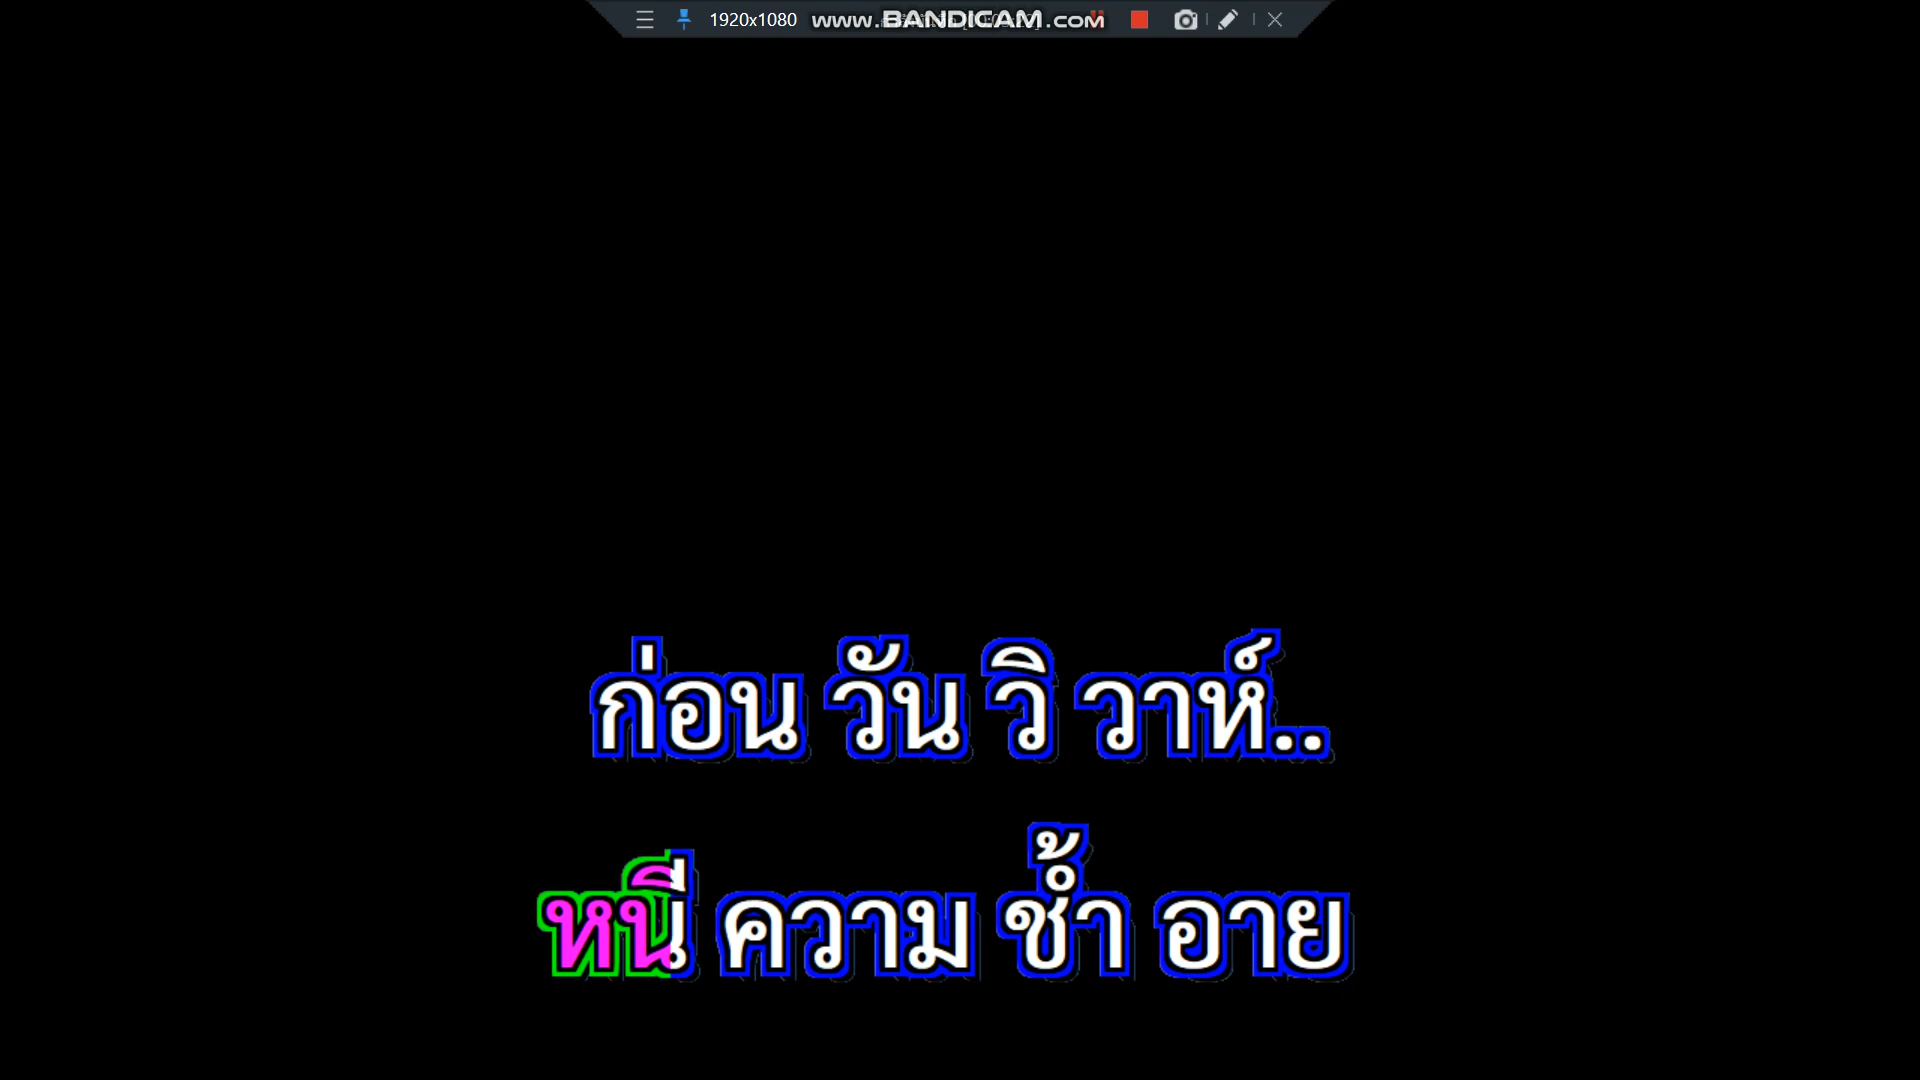 1920x1080 www.BANDICAM.com
ก่อน วัน วิ วาห์..
หนี ความ ช้ำ อาย